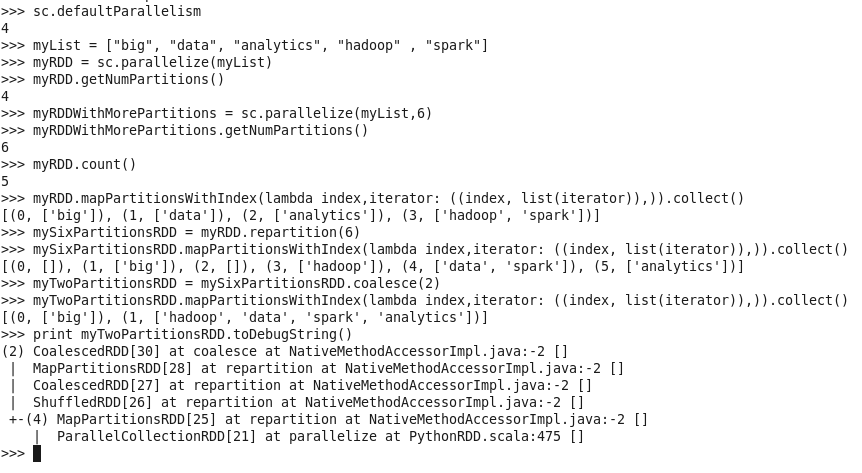 >>> sc.defaultParallelism
4
>>> myList = ["big", "data", "analytics", "hadoop" , "spark"]
>>> myRDD = sc.parallelize(myList)
>>> myRDD.getNumPartitions()
4
>>> myRDDWithMorePartitions = sc.parallelize(myList,6)
>>> myRDDWithMorePartitions.getNumPartitions()
6
>>> myRDD.count()
5
>>> myRDD.mapPartitionsWithIndex(lambda index,iterator: ((index, list(iterator)),)).collect()
[(0, ['big']), (1, ['data']), (2, ['analytics']), (3, ['hadoop', 'spark'])]
>>> mySixPartitionsRDD = myRDD.repartition(6)
>>> mySixPartitionsRDD.mapPartitionsWithIndex(lambda index,iterator: ((index, list(iterator)),)).collect()
[(0, []), (1, ['big']), (2, []), (3, ['hadoop']), (4, ['data', 'spark']), (5, ['analytics'])]
>>> myTwoPartitionsRDD = mySixPartitionsRDD.coalesce(2)
>>> myTwoPartitionsRDD.mapPartitionsWithIndex(lambda index,iterator: ((index, list(iterator)),)).collect()
[(0, ['big']), (1, ['hadoop', 'data', 'spark', 'analytics'])]
>>> print myTwoPartitionsRDD.toDebugString()
(2) CoalescedRDD[30] at coalesce at NativeMethodAccessorImpl.java:-2 []
 |  MapPartitionsRDD[28] at repartition at NativeMethodAccessorImpl.java:-2 []
 |  CoalescedRDD[27] at repartition at NativeMethodAccessorImpl.java:-2 []
 |  ShuffledRDD[26] at repartition at NativeMethodAccessorImpl.java:-2 []
 +-(4) MapPartitionsRDD[25] at repartition at NativeMethodAccessorImpl.java:-2 []
    |  ParallelCollectionRDD[21] at parallelize at PythonRDD.scala:475 []
>>>